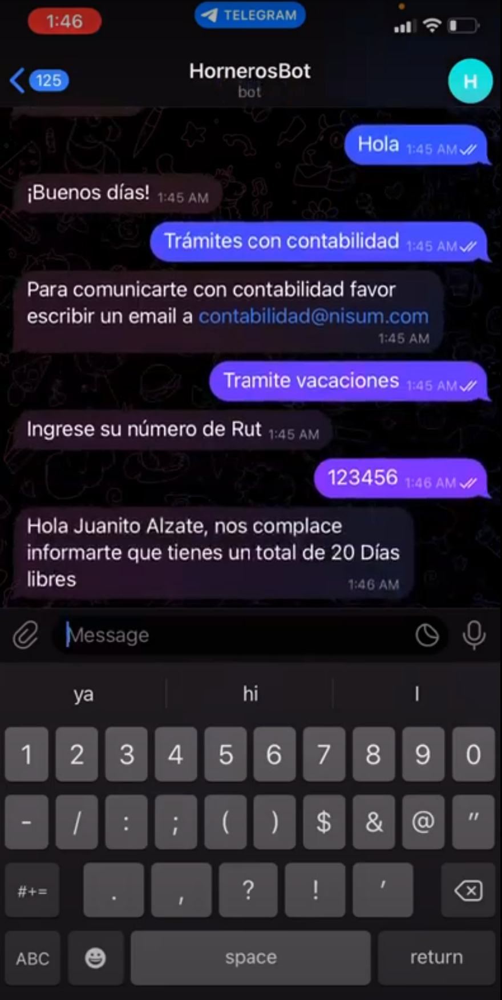 1:46
TELEGRAM
125
HornerosBot
bot
H
Hola 1:45 AM
¡Buenos días! 1:45 AM
Trámites con contabilidad 1:45 AM
Para comunicarte con contabilidad favor
escribir un email a contabilidad@nisum.com
1:45 AM
Tramite vacaciones 1:45 AM
Ingrese su número de Rut 1:45 AM
123456 1:46 AM
Hola Juanito Alzate, nos complace
informarte que tienes un total de 20 Días
libres 1:46 AM
Message
ya hi I
1 2 3 4 5 6 7 8 9 0
- / : ; ( ) $ & @ "
#+= . , ? ! '
ABC space return